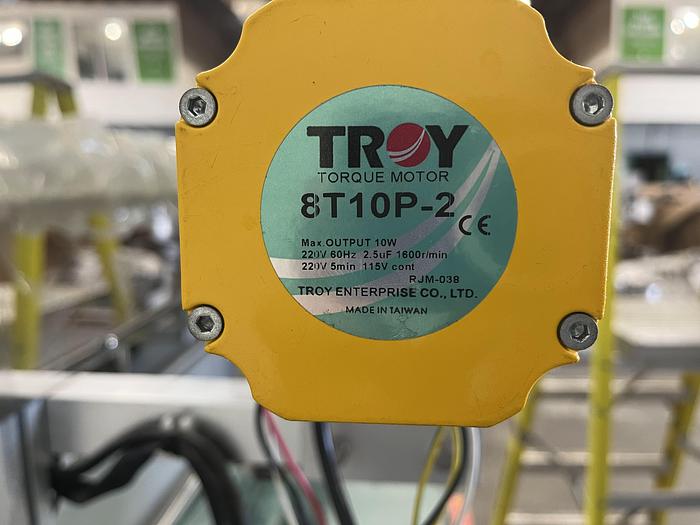 TROY
TORQUE MOTOR
8T10P-2
CE
Max.OUTPUT 10W
220V 60Hz 2.5uF 1600r/min
220V 5min 115V cont
RJM-038
TROY ENTERPRISE CO., LTD.
MADE IN TAIWAN